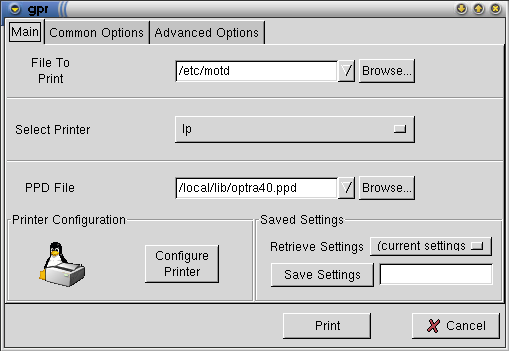 gpr
Main Common Options Advanced Options
File To
Print
/etc/motd
Browse...
Select Printer
lp
PPD File
/local/lib/optra40.ppd
Browse...
Printer Configuration
Configure
Printer
Saved Settings
Retrieve Settings
(current settings
Save Settings
Print
Cancel